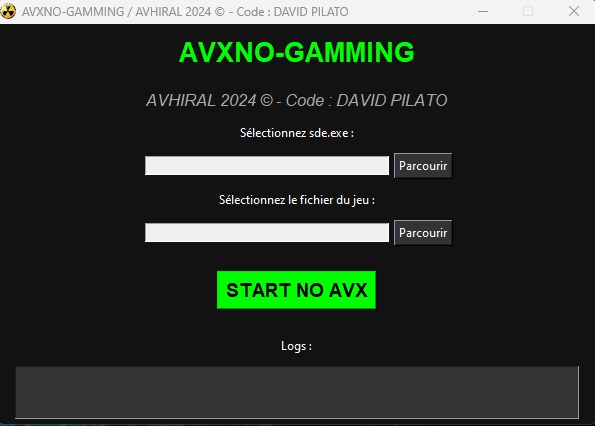 AVXNO-GAMMING / AVHIRAL 2024 © - Code : DAVID PILATO
AVXNO-GAMMING
AVHIRAL 2024 © - Code : DAVID PILATO
Sélectionnez sde.exe :
Parcourir
Sélectionnez le fichier du jeu :
Parcourir
START NO AVX
Logs :